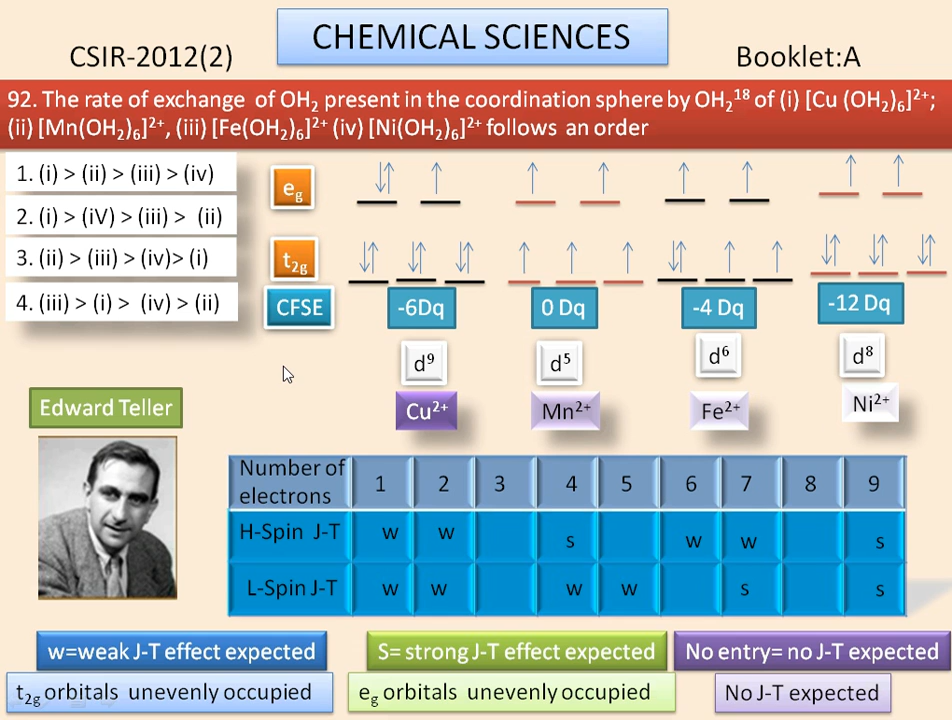 CHEMICAL SCIENCES
CSIR-2012(2)
Booklet:A
92. The rate of exchange of OH₂ present in the coordination sphere by OH₂¹⁸ of (i) [Cu (OH₂)₆]²⁺;
(ii) [Mn(OH₂)₆]²⁺, (iii) [Fe(OH₂)₆]²⁺ (iv) [Ni(OH₂)₆]²⁺ follows an order
1. (i) > (ii) > (iii) > (iv)
2. (i) > (iV) > (iii) > (ii)
3. (ii) > (iii) > (iv)> (i)
4. (iii) > (i) > (iv) > (ii)
e_g
t₂g
CFSE -6Dq 0 Dq -4 Dq -12 Dq
d⁹ d⁵ d⁶ d⁸
Cu²⁺ Mn²⁺ Fe²⁺ Ni²⁺
Edward Teller
Number of
electrons 1 2 3 4 5 6 7 8 9
H-Spin J-T w w s w w s
L-Spin J-T w w w w s s
w=weak J-T effect expected
S= strong J-T effect expected
No entry= no J-T expected
t₂g orbitals unevenly occupied
e_g orbitals unevenly occupied
No J-T expected